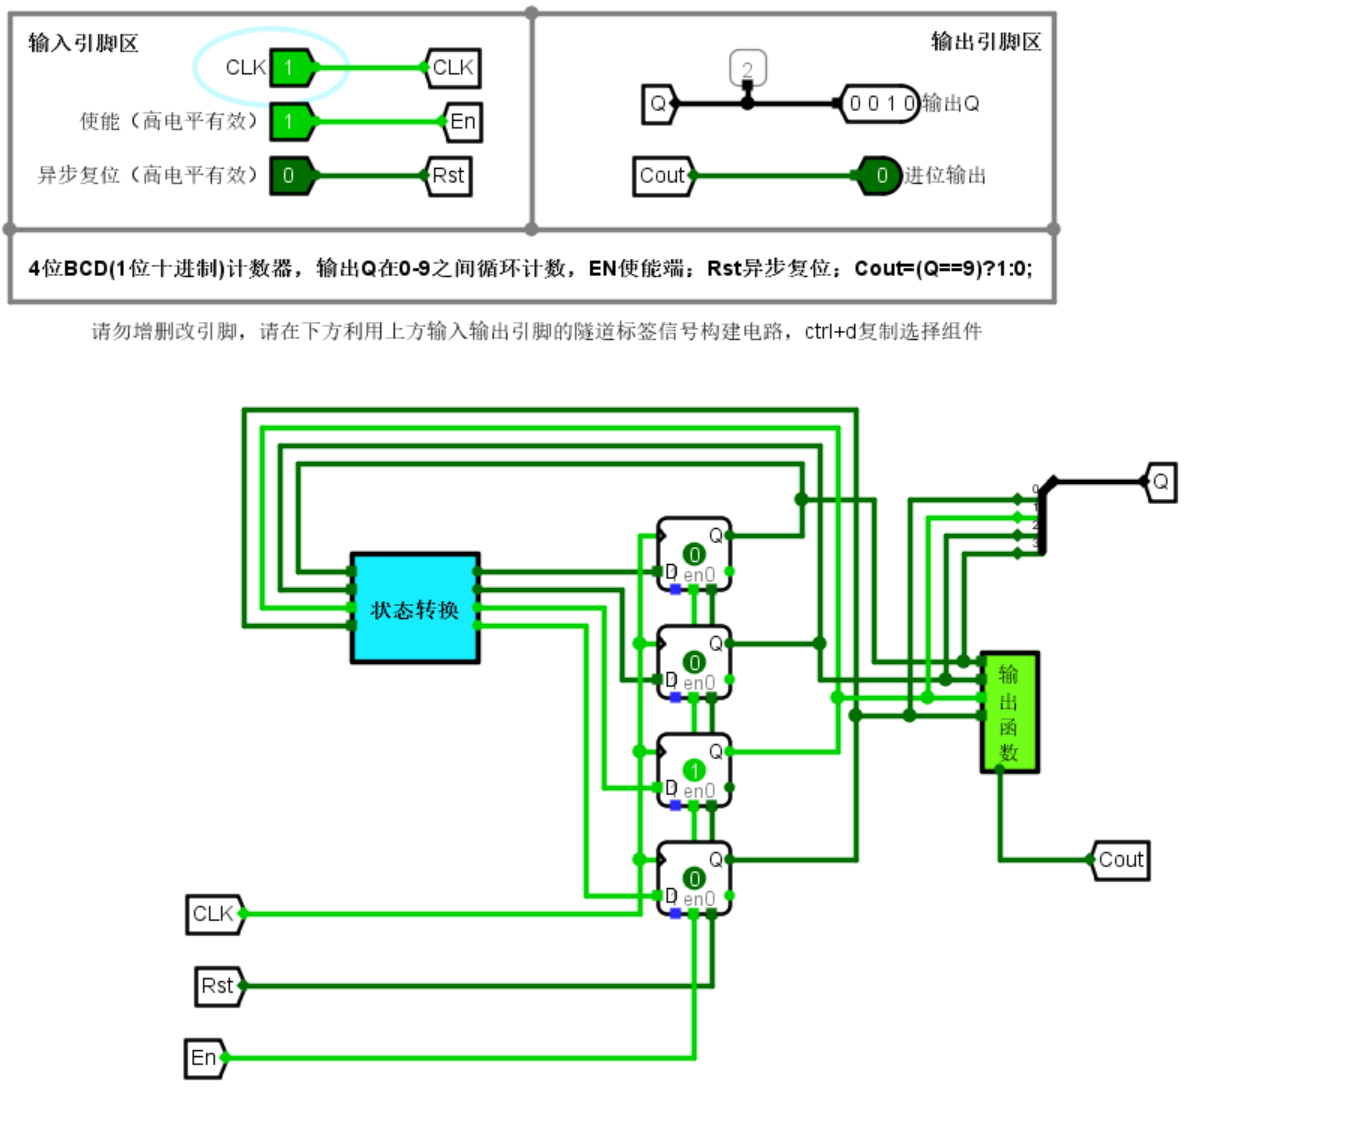 输入引脚区
输出引脚区
CLK 1 CLK
2
Q 0 0 1 0 输出Q
使能（高电平有效） 1 En
异步复位（高电平有效） 0 Rst
Cout 0 进位输出
4位BCD(1位十进制)计数器，输出Q在0-9之间循环计数，EN使能端；Rst异步复位；Cout=(Q==9)?1:0;
请勿增删改引脚，请在下方利用上方输入输出引脚的隧道标签信号构建电路，ctrl+d复制选择组件
0
1
2
3
Q
Q
0
D en0
状态转换
Q
0
D en0
输出函数
Q
1
D en0
Q
0
D en0
Cout
CLK
Rst
En